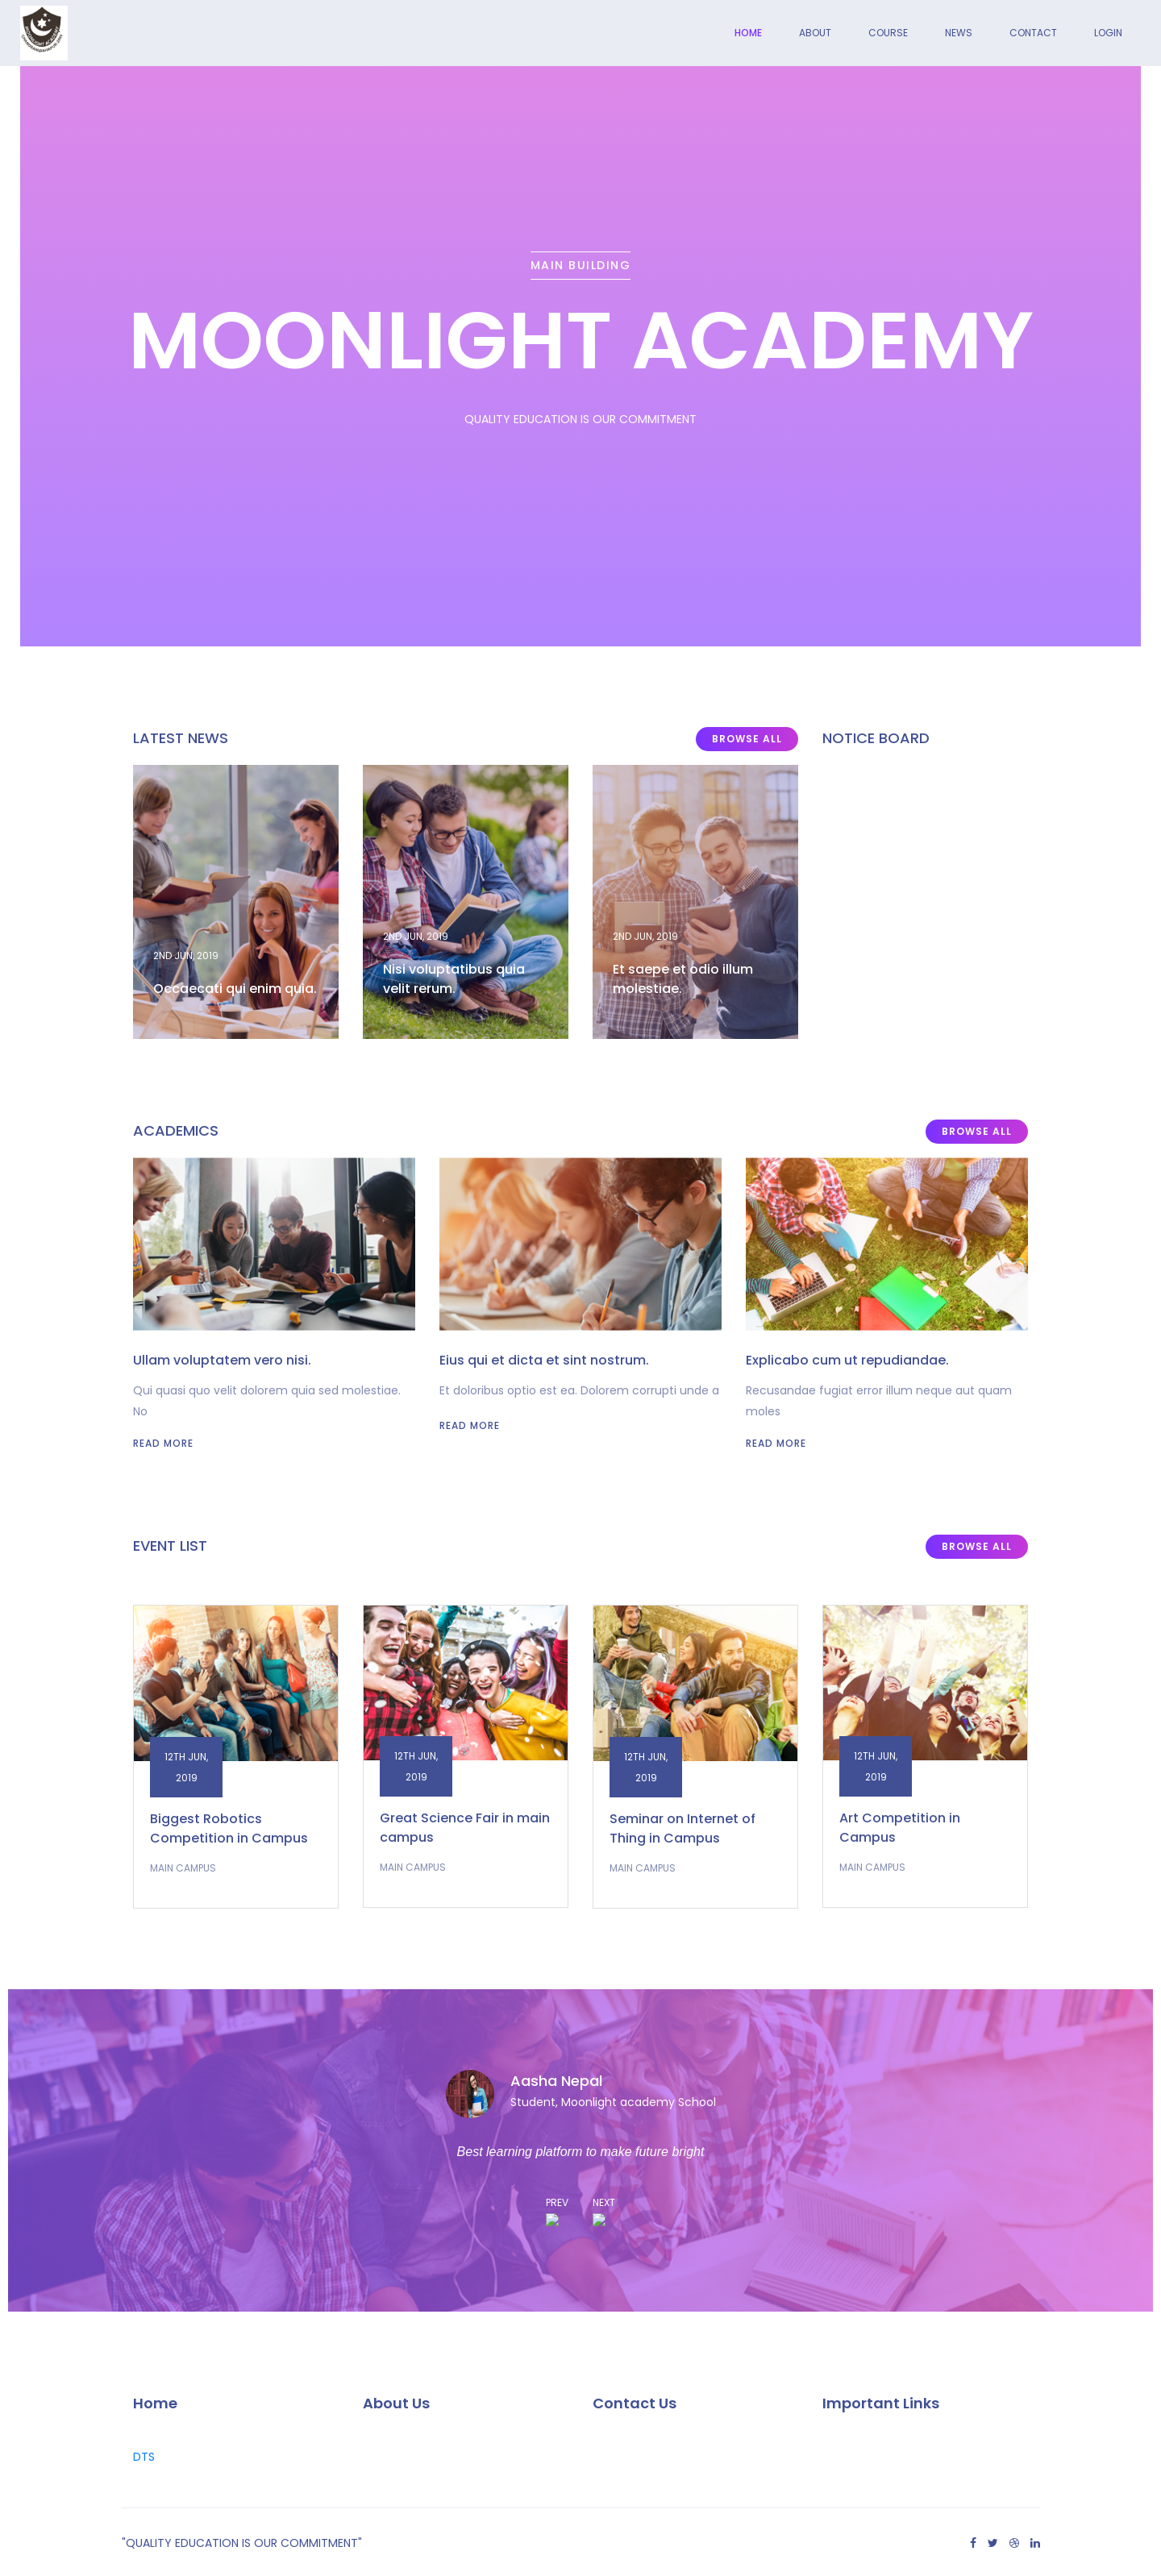 HOME ABOUT COURSE NEWS CONTACT LOGIN
MAIN BUILDING
MOONLIGHT ACADEMY
QUALITY EDUCATION IS OUR COMMITMENT
LATEST NEWS
BROWSE ALL
NOTICE BOARD
2ND JUN, 2019
Occaecati qui enim quia.
2ND JUN, 2019
Nisi voluptatibus quia
velit rerum.
2ND JUN, 2019
Et saepe et odio illum
molestiae.
ACADEMICS
BROWSE ALL
Ullam voluptatem vero nisi.
Qui quasi quo velit dolorem quia sed molestiae.
No
READ MORE
Eius qui et dicta et sint nostrum.
Et doloribus optio est ea. Dolorem corrupti unde a
READ MORE
Explicabo cum ut repudiandae.
Recusandae fugiat error illum neque aut quam
moles
READ MORE
EVENT LIST
BROWSE ALL
12TH JUN,
2019
Biggest Robotics
Competition in Campus
MAIN CAMPUS
12TH JUN,
2019
Great Science Fair in main
campus
MAIN CAMPUS
12TH JUN,
2019
Seminar on Internet of
Thing in Campus
MAIN CAMPUS
12TH JUN,
2019
Art Competition in
Campus
MAIN CAMPUS
Aasha Nepal
Student, Moonlight academy School
Best learning platform to make future bright
PREV NEXT
Home
About Us
Contact Us
Important Links
DTS
"QUALITY EDUCATION IS OUR COMMITMENT"